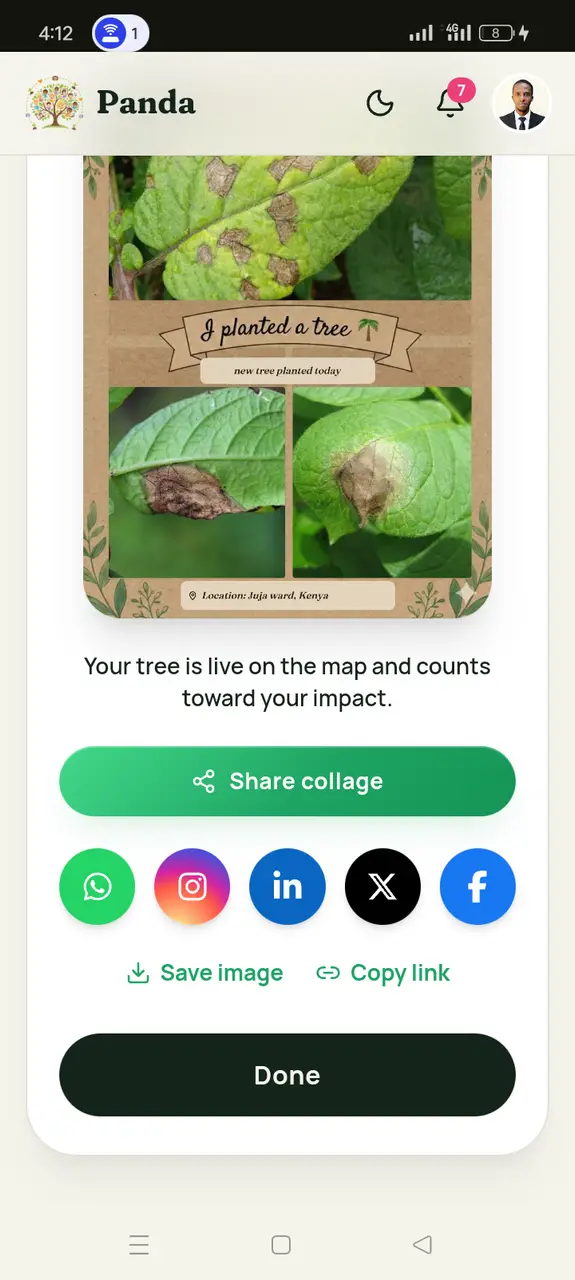 4:12
1
4G
8
Panda
7
I planted a tree 🌴
new tree planted today
Location: Juja ward, Kenya
Your tree is live on the map and counts
toward your impact.
Share collage
in
X
f
Save image
Copy link
Done